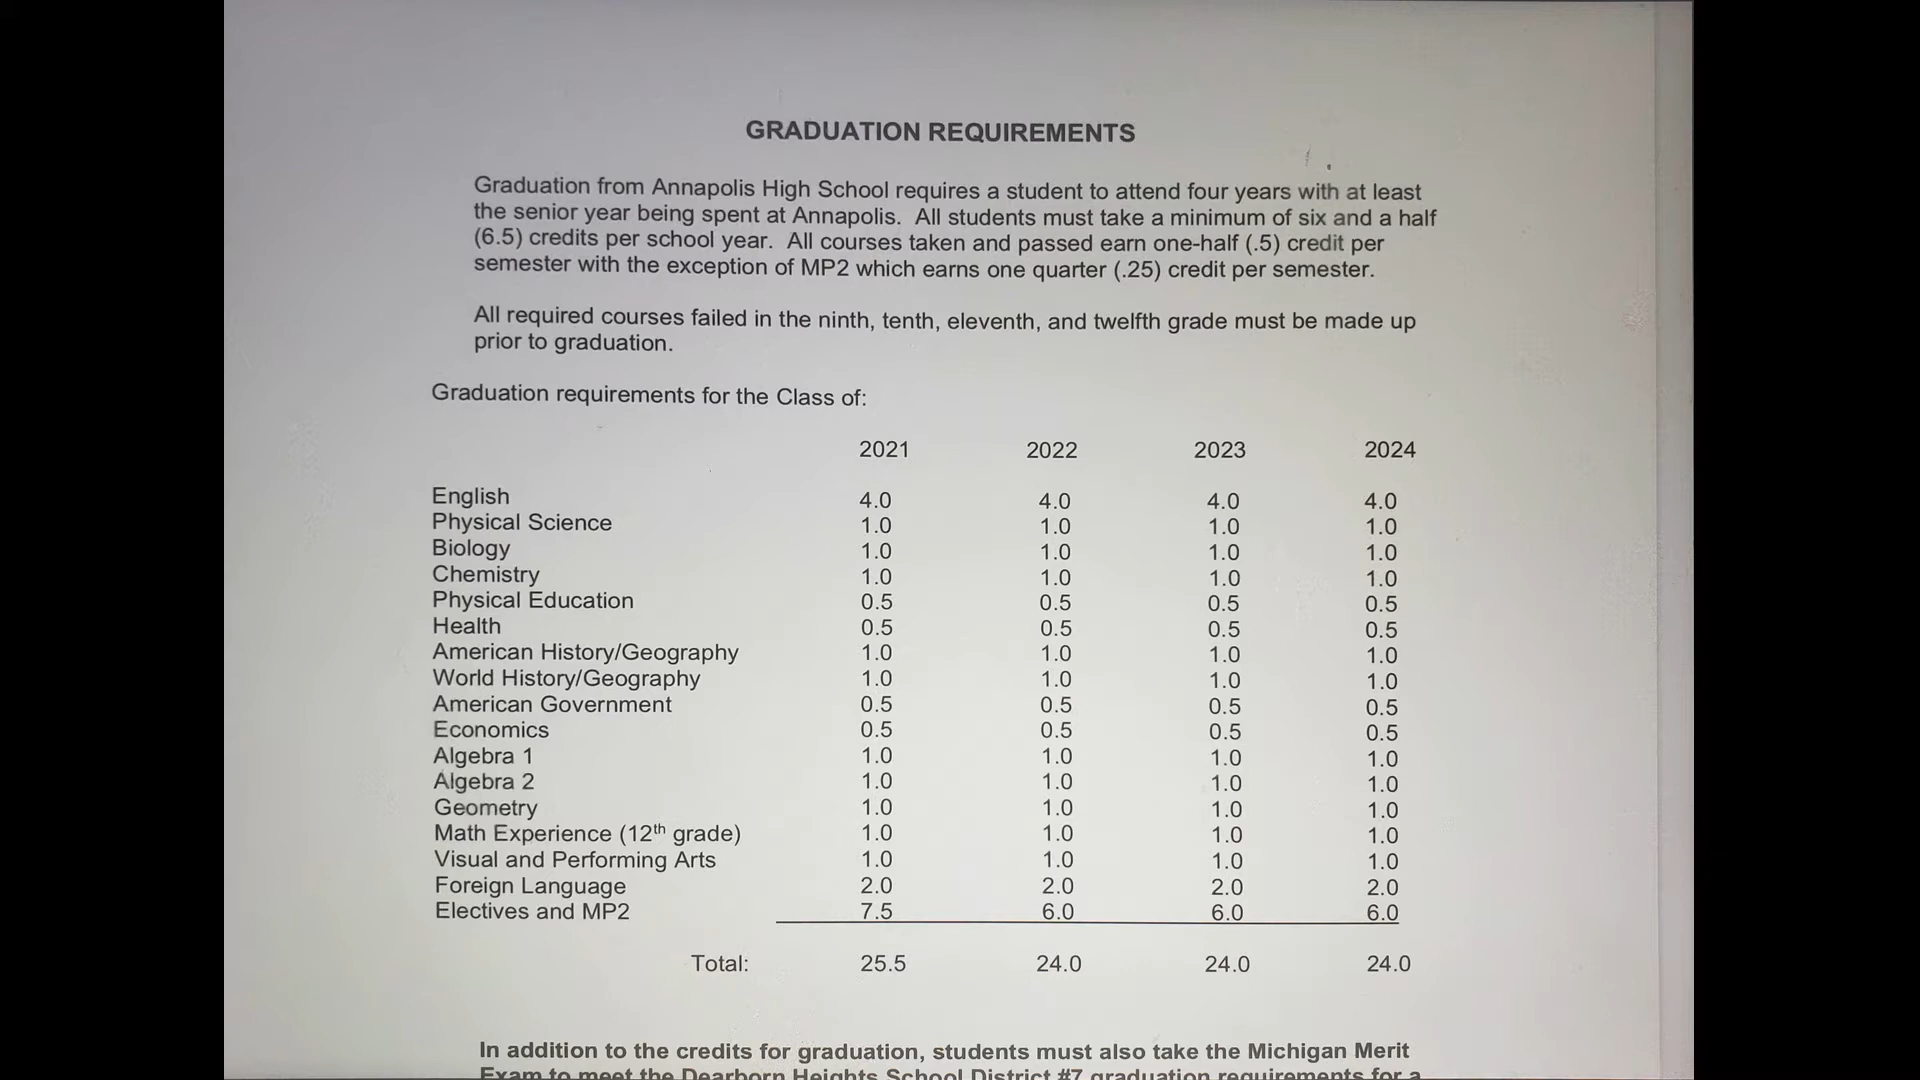 GRADUATION REQUIREMENTS
Graduation from Annapolis High School requires a student to attend four years with at least
the senior year being spent at Annapolis. All students must take a minimum of six and a half
(6.5) credits per school year. All courses taken and passed earn one-half (.5) credit per
semester with the exception of MP2 which earns one quarter (.25) credit per semester.
All required courses failed in the ninth, tenth, eleventh, and twelfth grade must be made up
prior to graduation.
Graduation requirements for the Class of:
2021 2022 2023 2024
English 4.0 4.0 4.0 4.0
Physical Science 1.0 1.0 1.0 1.0
Biology 1.0 1.0 1.0 1.0
Chemistry 1.0 1.0 1.0 1.0
Physical Education 0.5 0.5 0.5 0.5
Health 0.5 0.5 0.5 0.5
American History/Geography 1.0 1.0 1.0 1.0
World History/Geography 1.0 1.0 1.0 1.0
American Government 0.5 0.5 0.5 0.5
Economics 0.5 0.5 0.5 0.5
Algebra 1 1.0 1.0 1.0 1.0
Algebra 2 1.0 1.0 1.0 1.0
Geometry 1.0 1.0 1.0 1.0
Math Experience (12th grade) 1.0 1.0 1.0 1.0
Visual and Performing Arts 1.0 1.0 1.0 1.0
Foreign Language 2.0 2.0 2.0 2.0
Electives and MP2 7.5 6.0 6.0 6.0
Total: 25.5 24.0 24.0 24.0
In addition to the credits for graduation, students must also take the Michigan Merit
Exam to meet the Dearborn Heights School District #7 graduation requirements for a